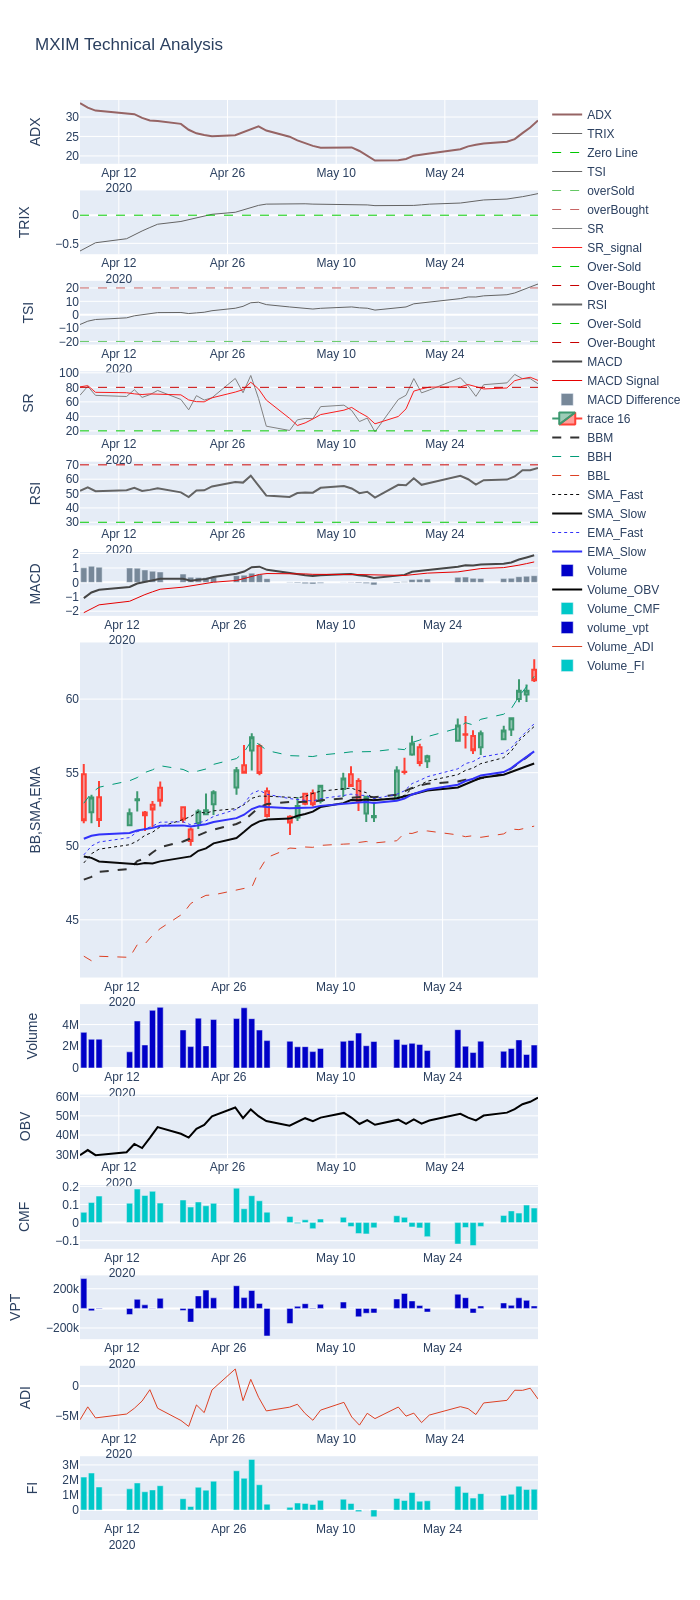 MXIM Technical Analysis
ADX
30
25
20
Apr 12
2020
Apr 26
May 10
May 24
TRIX
0
−0.5
Apr 12
2020
Apr 26
May 10
May 24
TSI
20
10
0
−10
−20
Apr 12
2020
Apr 26
May 10
May 24
SR
100
80
60
40
20
Apr 12
2020
Apr 26
May 10
May 24
RSI
70
60
50
40
30
Apr 12
2020
Apr 26
May 10
May 24
MACD
2
1
0
−1
−2
Apr 12
2020
Apr 26
May 10
May 24
BB,SMA,EMA
60
55
50
45
Apr 12
2020
Apr 26
May 10
May 24
Volume
4M
2M
0
Apr 12
2020
Apr 26
May 10
May 24
OBV
60M
50M
40M
30M
Apr 12
2020
Apr 26
May 10
May 24
CMF
0.2
0.1
0
−0.1
Apr 12
2020
Apr 26
May 10
May 24
VPT
200k
0
−200k
Apr 12
2020
Apr 26
May 10
May 24
ADI
0
−5M
Apr 12
2020
Apr 26
May 10
May 24
FI
3M
2M
1M
0
Apr 12
2020
Apr 26
May 10
May 24
ADX
TRIX
Zero Line
TSI
overSold
overBought
SR
SR_signal
Over-Sold
Over-Bought
RSI
Over-Sold
Over-Bought
MACD
MACD Signal
MACD Difference
trace 16
BBM
BBH
BBL
SMA_Fast
SMA_Slow
EMA_Fast
EMA_Slow
Volume
Volume_OBV
Volume_CMF
volume_vpt
Volume_ADI
Volume_FI